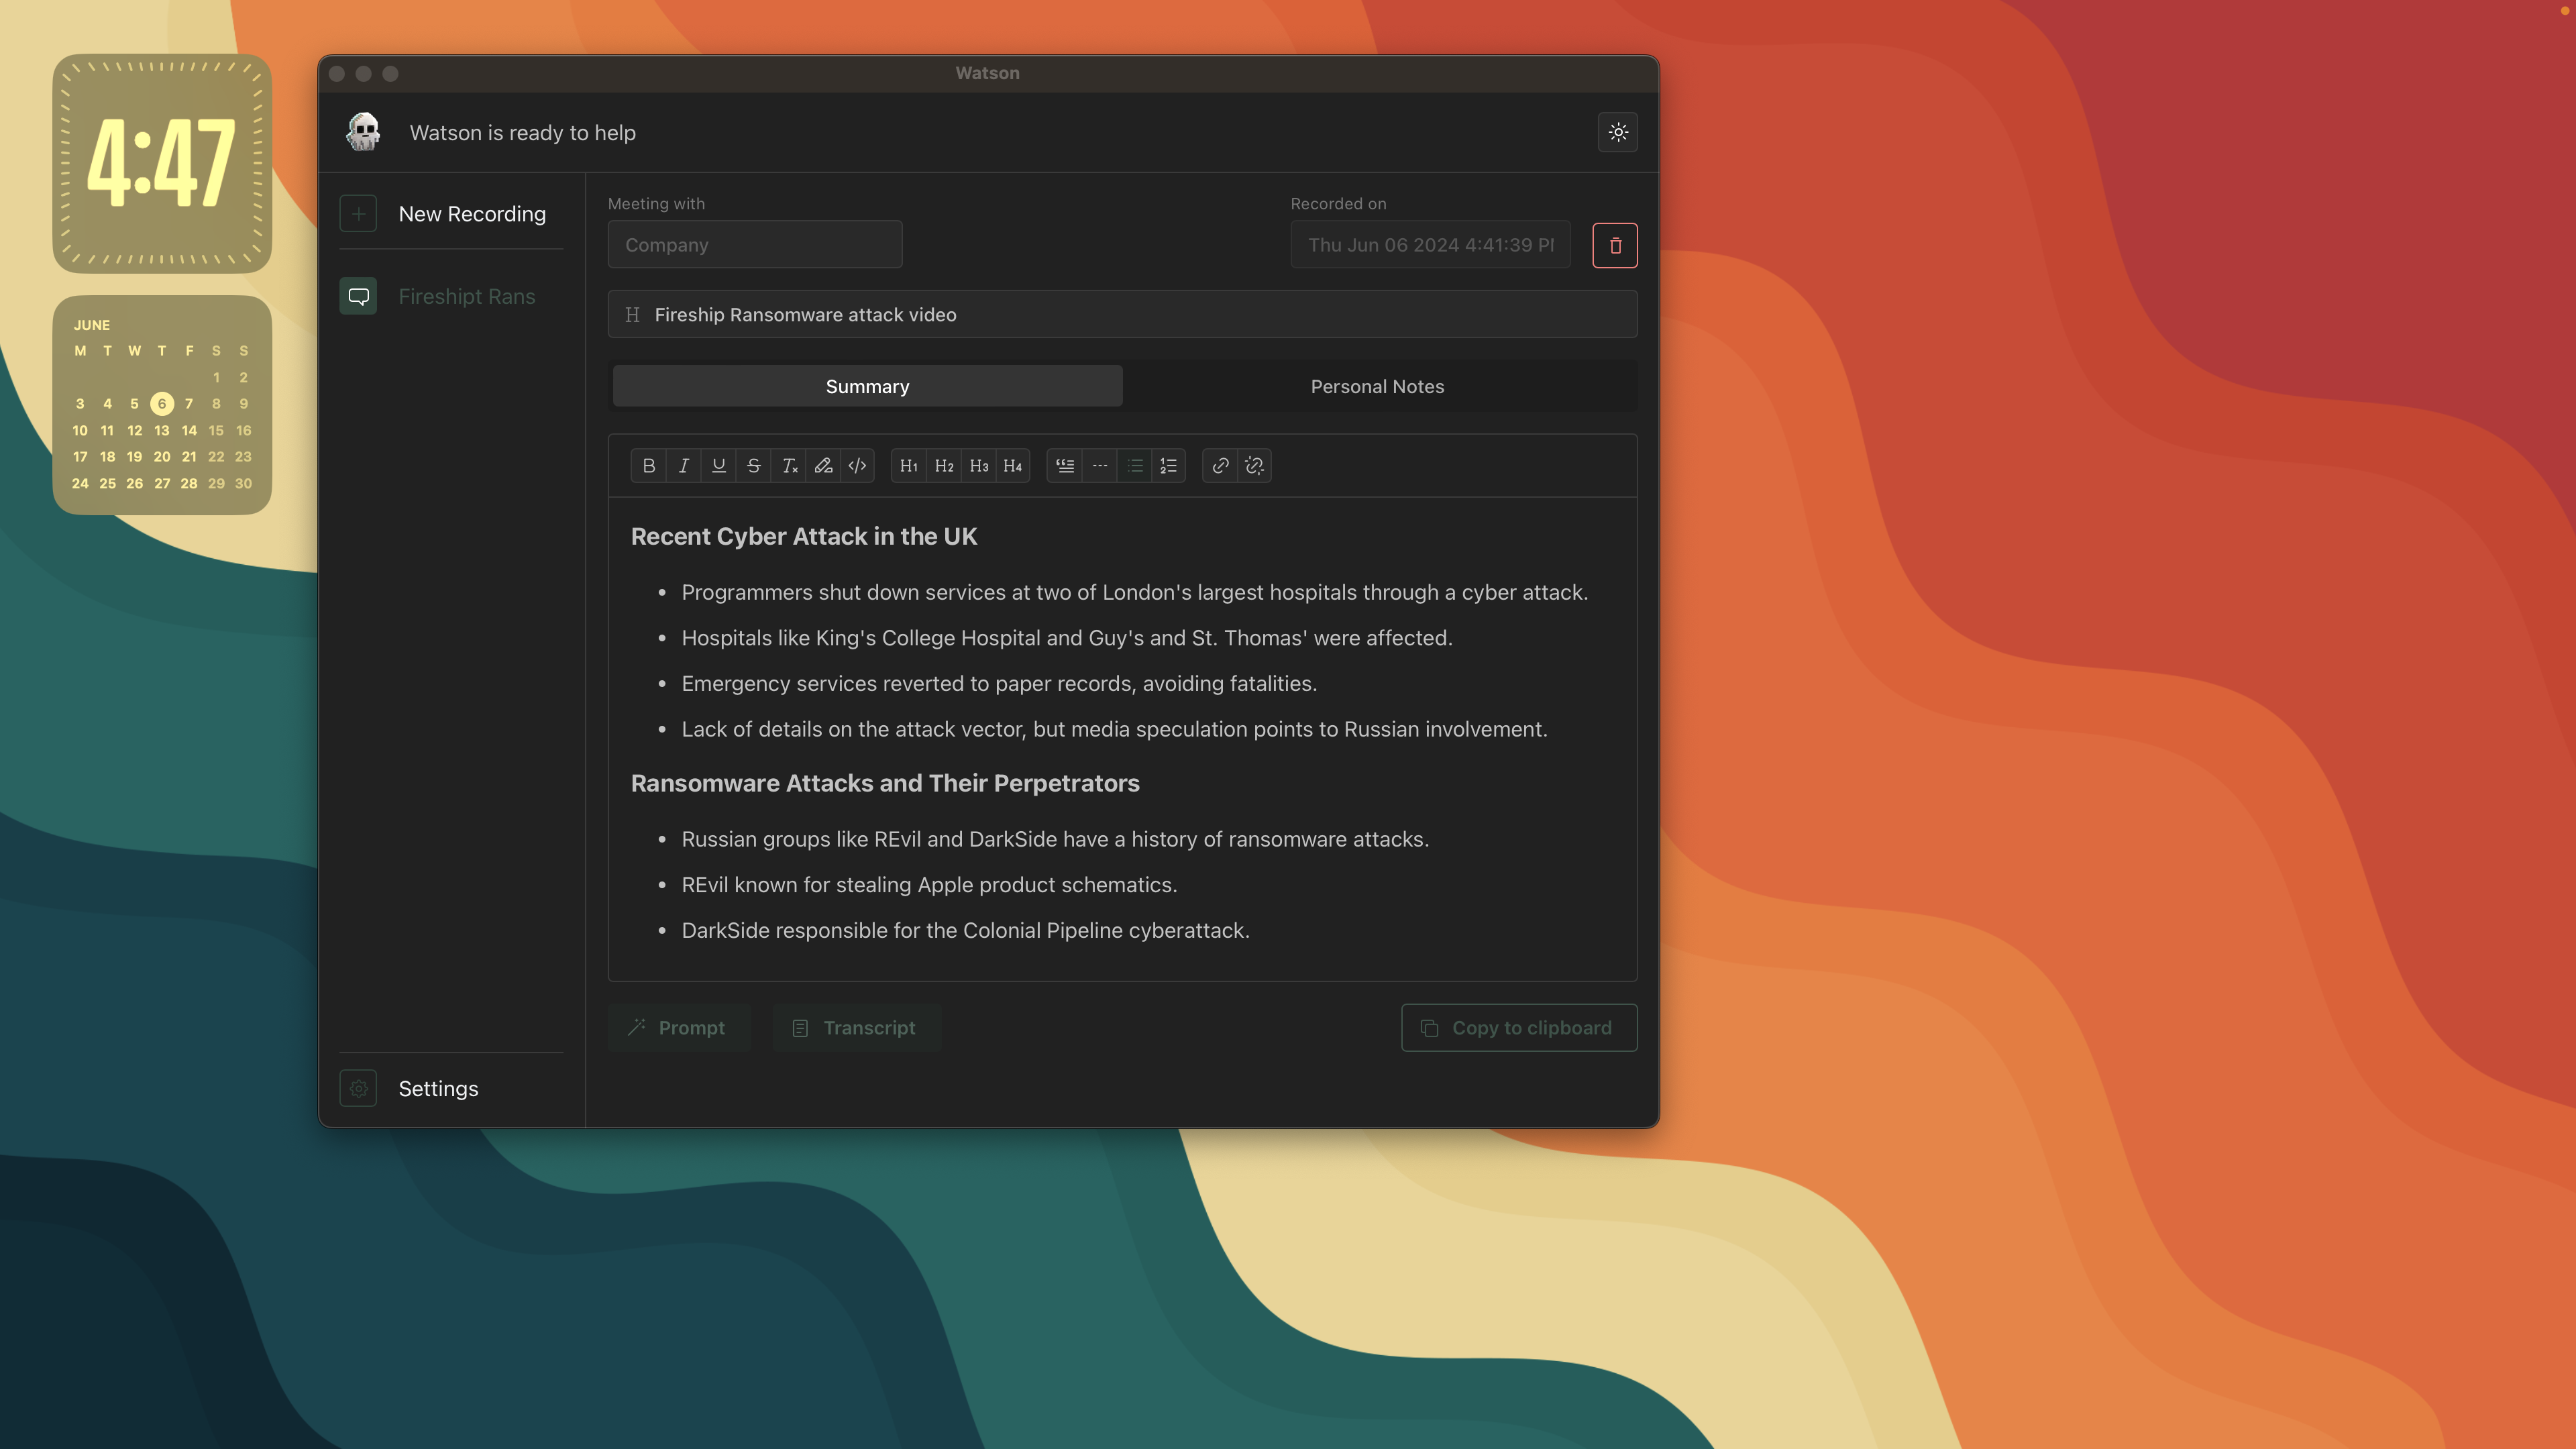 4:47
JUNE
M T W T F S S
1 2
3 4 5 6 7 8 9
10 11 12 13 14 15 16
17 18 19 20 21 22 23
24 25 26 27 28 29 30
Watson
Watson is ready to help
New Recording
Fireshipt Rans
Settings
Meeting with
Company
Recorded on
Thu Jun 06 2024 4:41:39 PM
H Fireship Ransomware attack video
Summary
Personal Notes
B I U S Tx </> H1 H2 H3 H4
Recent Cyber Attack in the UK
• Programmers shut down services at two of London's largest hospitals through a cyber attack.
• Hospitals like King's College Hospital and Guy's and St. Thomas' were affected.
• Emergency services reverted to paper records, avoiding fatalities.
• Lack of details on the attack vector, but media speculation points to Russian involvement.
Ransomware Attacks and Their Perpetrators
• Russian groups like REvil and DarkSide have a history of ransomware attacks.
• REvil known for stealing Apple product schematics.
• DarkSide responsible for the Colonial Pipeline cyberattack.
Prompt
Transcript
Copy to clipboard